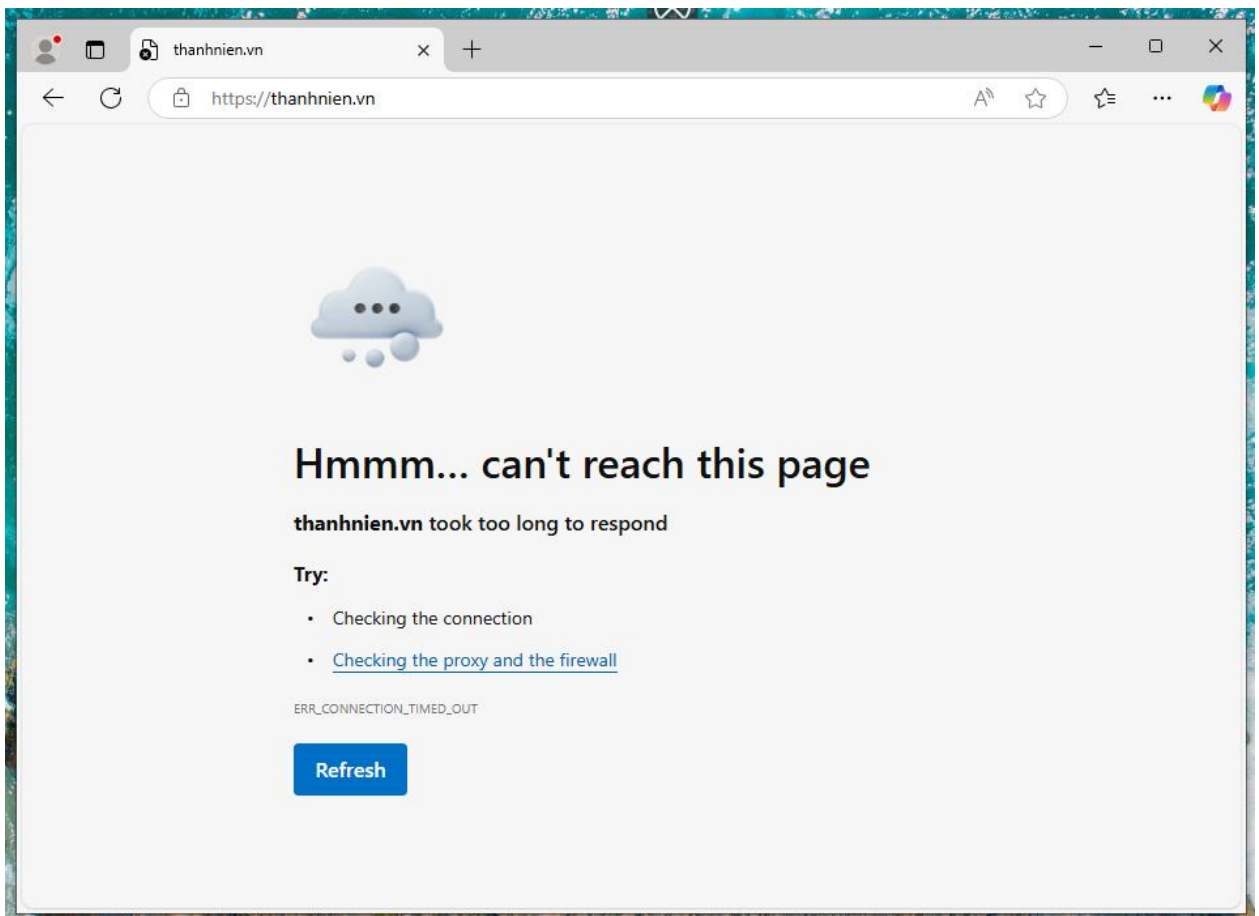 thanhnien.vn
https://thanhnien.vn
Hmmm... can't reach this page
thanhnien.vn took too long to respond
Try:
• Checking the connection
• Checking the proxy and the firewall
ERR_CONNECTION_TIMED_OUT
Refresh